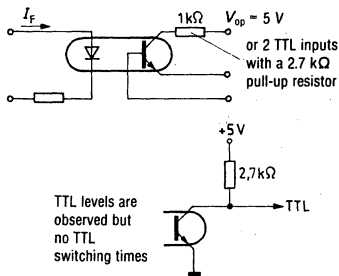 I_F
1kΩ
V_op = 5 V
or 2 TTL inputs
with a 2.7 kΩ
pull-up resistor
+5V
2,7kΩ
TTL
TTL levels are
observed but
no TTL
switching times